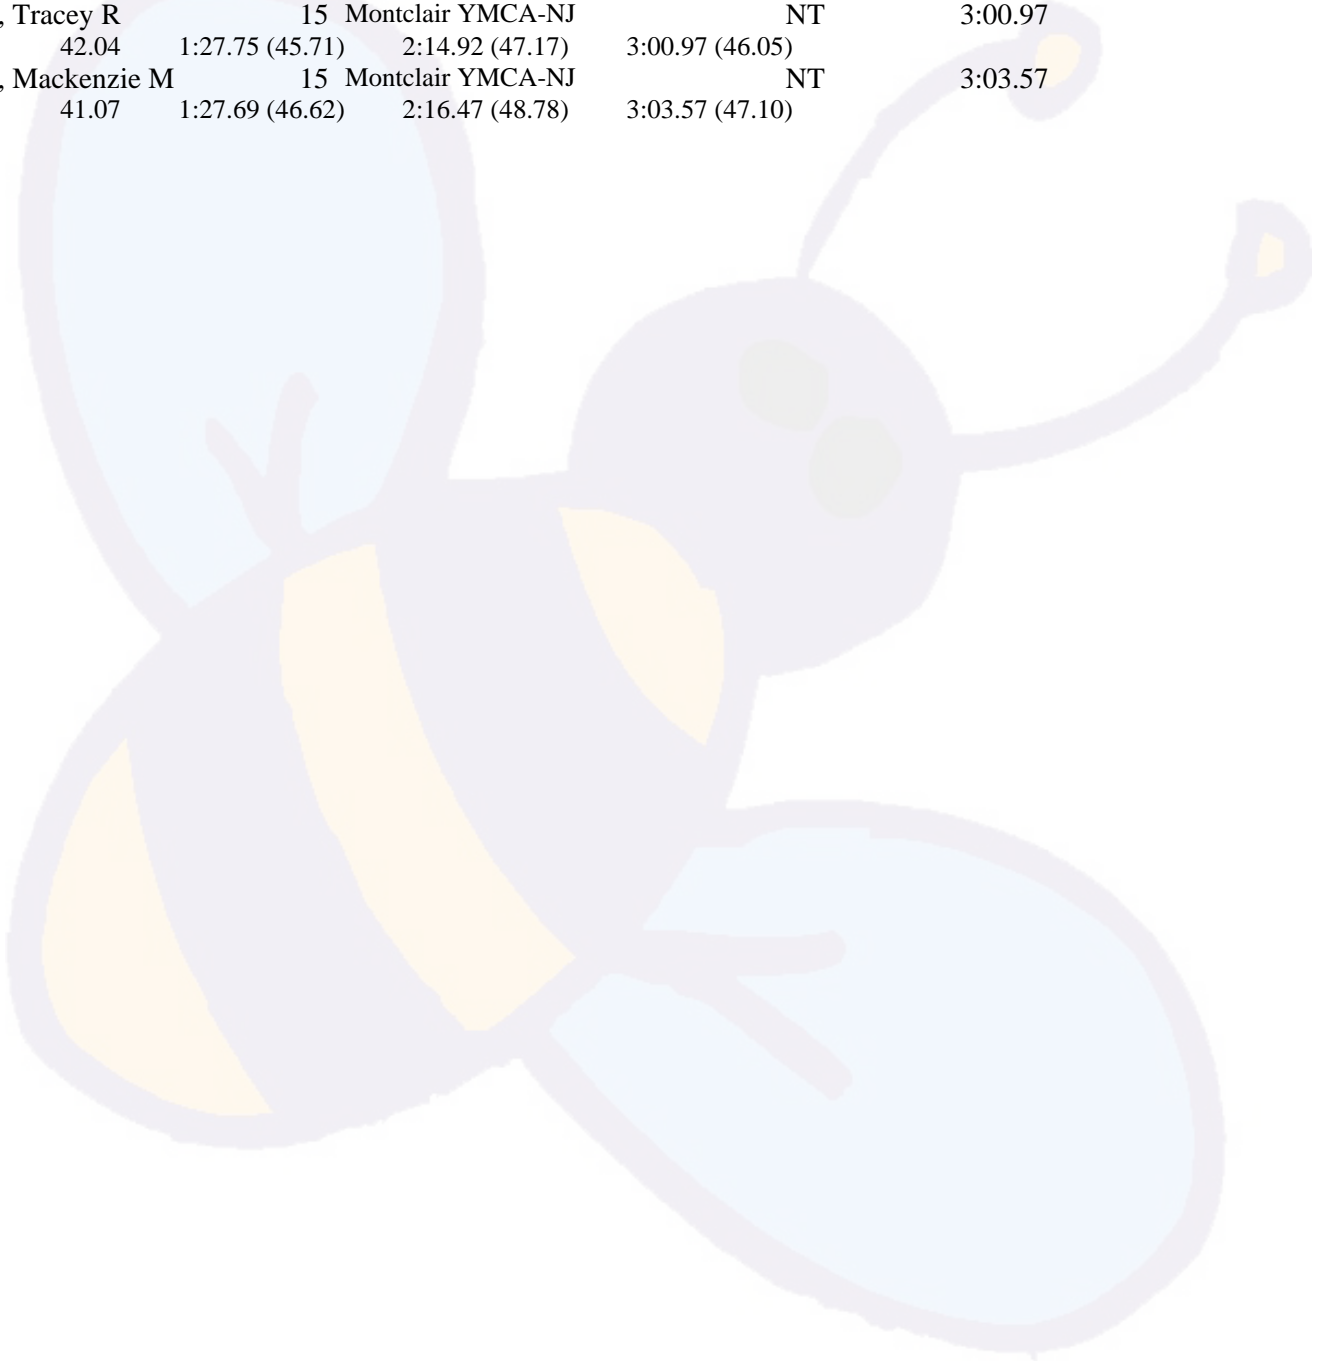 , Tracey R 15 Montclair YMCA-NJ NT 3:00.97
42.04 1:27.75 (45.71) 2:14.92 (47.17) 3:00.97 (46.05)
, Mackenzie M 15 Montclair YMCA-NJ NT 3:03.57
41.07 1:27.69 (46.62) 2:16.47 (48.78) 3:03.57 (47.10)